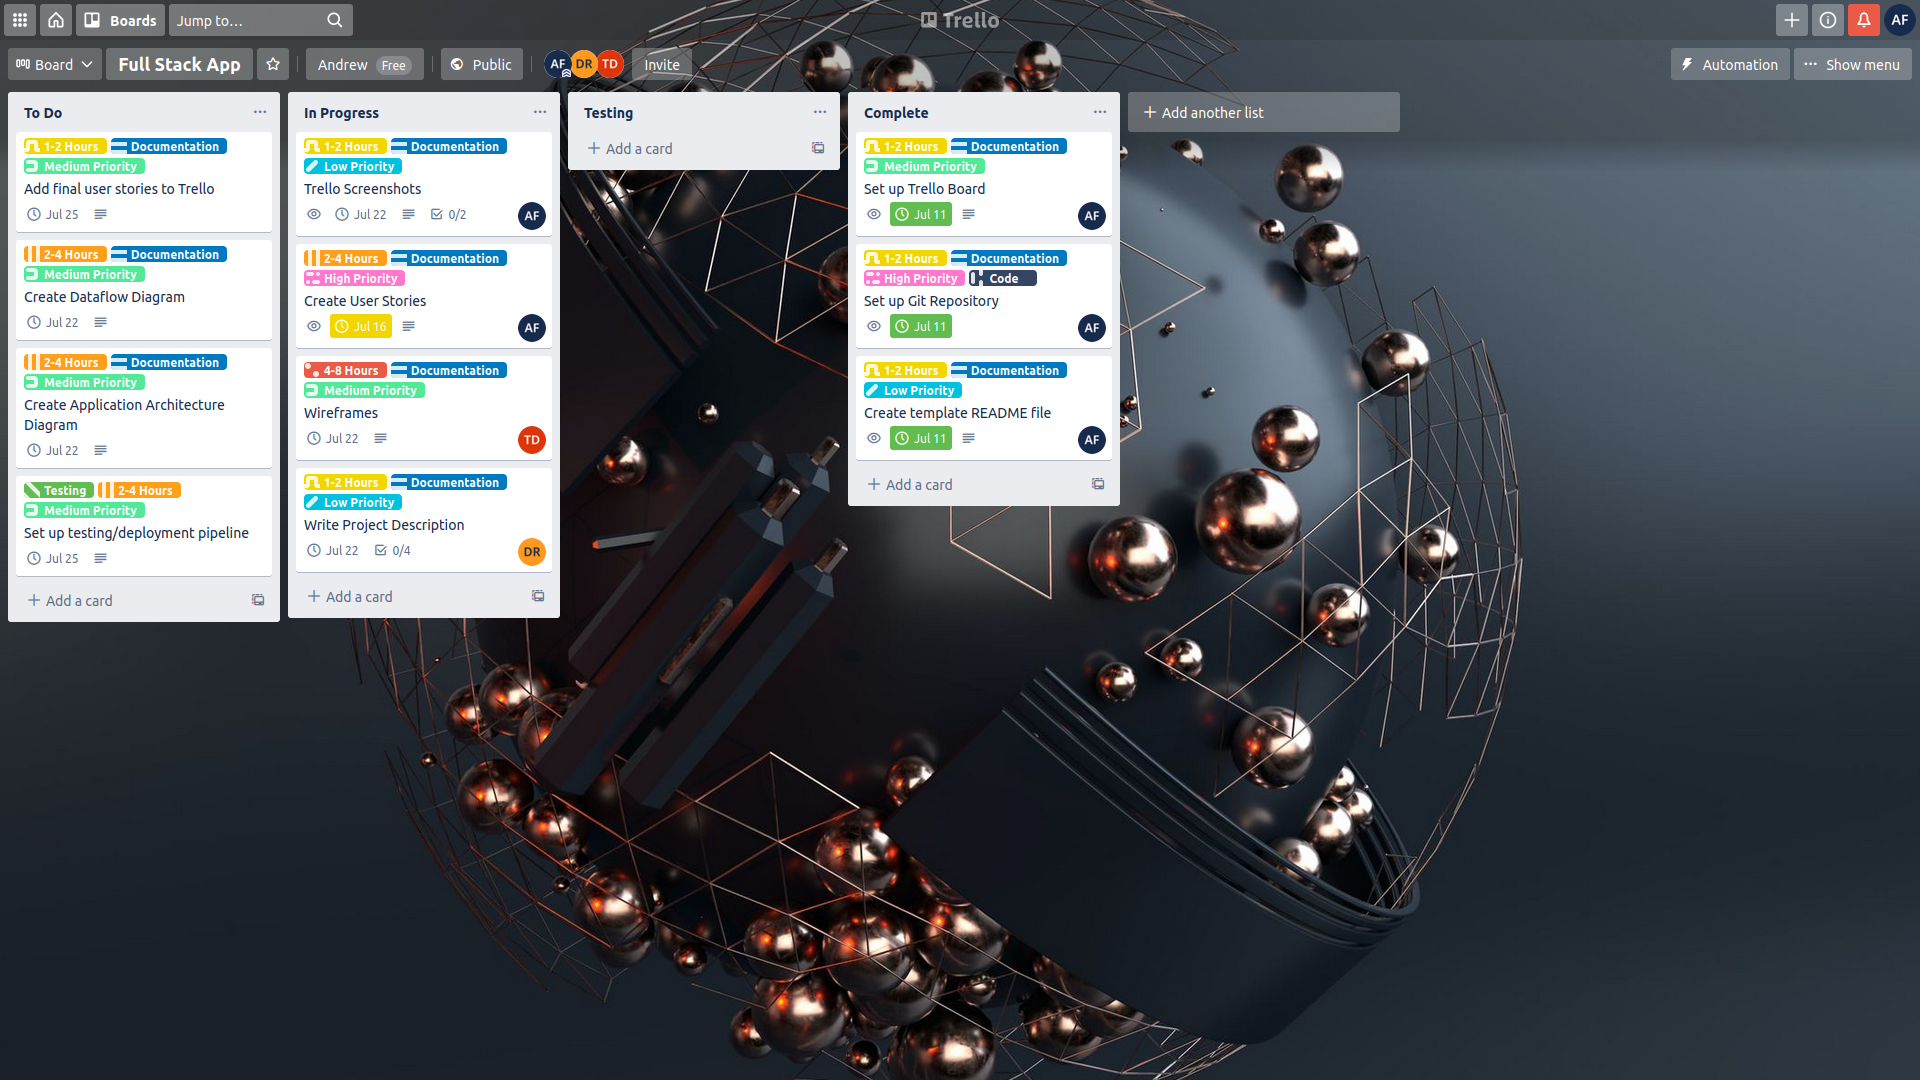 Boards
Jump to...
Trello
AF
Board
Full Stack App
Andrew Free
Public
AF DR TD
Invite
Automation
Show menu
To Do
1-2 Hours Documentation
Medium Priority
Add final user stories to Trello
Jul 25
2-4 Hours Documentation
Medium Priority
Create Dataflow Diagram
Jul 22
2-4 Hours Documentation
Medium Priority
Create Application Architecture
Diagram
Jul 22
Testing 2-4 Hours
Medium Priority
Set up testing/deployment pipeline
Jul 25
+ Add a card
In Progress
1-2 Hours Documentation
Low Priority
Trello Screenshots
Jul 22 0/2 AF
2-4 Hours Documentation
High Priority
Create User Stories
Jul 16 AF
4-8 Hours Documentation
Medium Priority
Wireframes
Jul 22 TD
1-2 Hours Documentation
Low Priority
Write Project Description
Jul 22 0/4 DR
+ Add a card
Testing
+ Add a card
Complete
1-2 Hours Documentation
Medium Priority
Set up Trello Board
Jul 11 AF
1-2 Hours Documentation
High Priority Code
Set up Git Repository
Jul 11 AF
1-2 Hours Documentation
Low Priority
Create template README file
Jul 11 AF
+ Add a card
+ Add another list